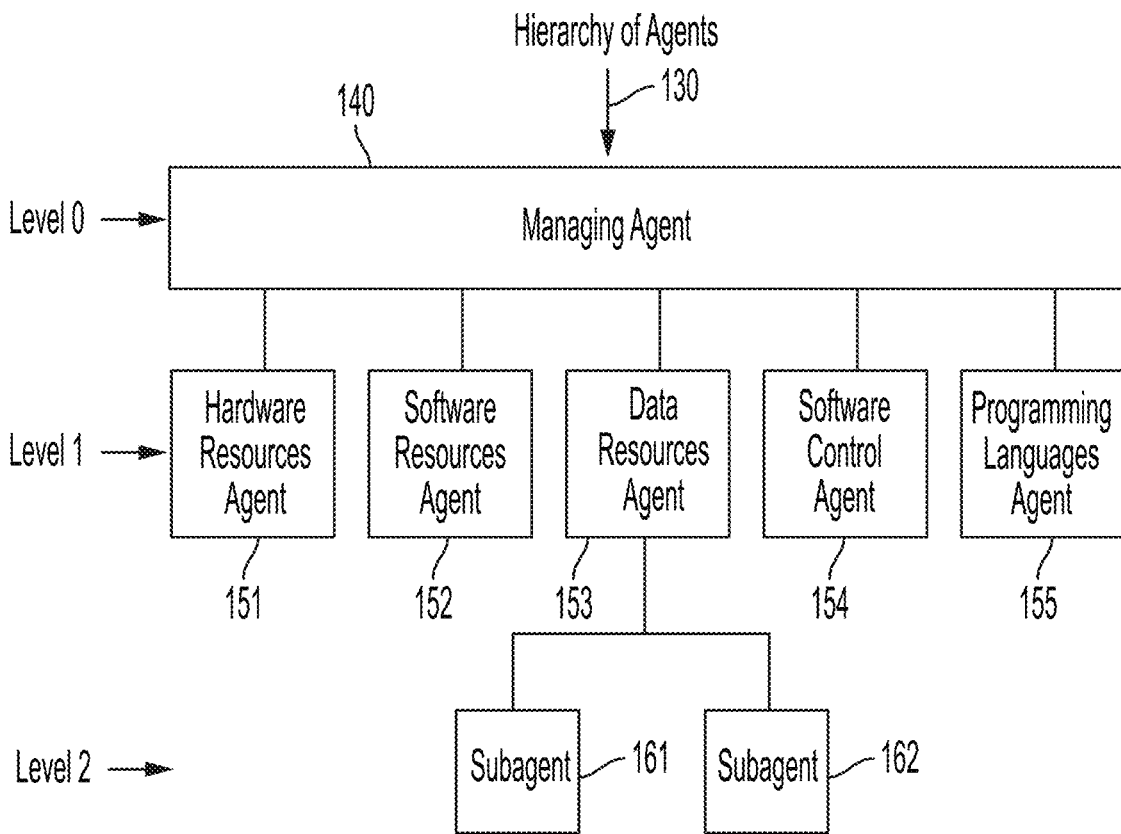 Hierarchy of Agents
130
140
Level 0
Managing Agent
Level 1
Hardware
Resources
Agent
Software
Resources
Agent
Data
Resources
Agent
Software
Control
Agent
Programming
Languages
Agent
151
152
153
154
155
Level 2
Subagent
161
Subagent
162